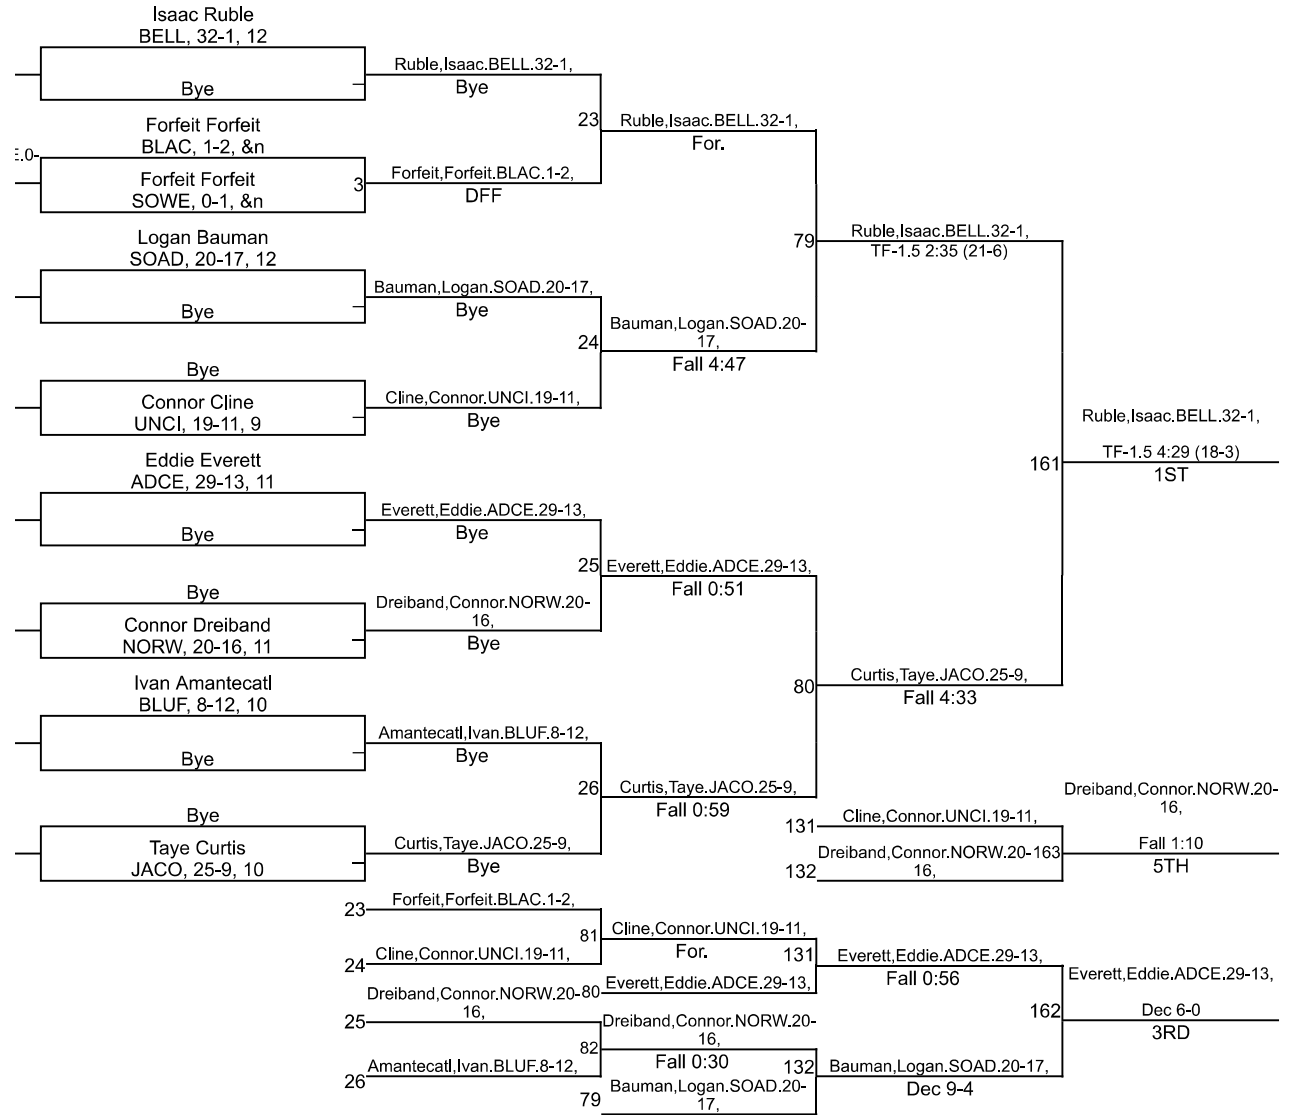 Isaac Ruble
BELL, 32-1, 12
Bye
Ruble,Isaac.BELL.32-1,
Bye
Forfeit Forfeit
BLAC, 1-2, &n
E.0-
Forfeit Forfeit
SOWE, 0-1, &n
3
Forfeit,Forfeit.BLAC.1-2,
DFF
23
Ruble,Isaac.BELL.32-1,
For.
Logan Bauman
SOAD, 20-17, 12
Bye
Bauman,Logan.SOAD.20-17,
Bye
Bye
Connor Cline
UNCI, 19-11, 9
Cline,Connor.UNCI.19-11,
Bye
24
Bauman,Logan.SOAD.20-
17,
Fall 4:47
79
Ruble,Isaac.BELL.32-1,
TF-1.5 2:35 (21-6)
Eddie Everett
ADCE, 29-13, 11
Bye
Everett,Eddie.ADCE.29-13,
Bye
Bye
Connor Dreiband
NORW, 20-16, 11
Dreiband,Connor.NORW.20-
16,
Bye
25
Everett,Eddie.ADCE.29-13,
Fall 0:51
Ivan Amantecatl
BLUF, 8-12, 10
Bye
Amantecatl,Ivan.BLUF.8-12,
Bye
Bye
Taye Curtis
JACO, 25-9, 10
Curtis,Taye.JACO.25-9,
Bye
26
Curtis,Taye.JACO.25-9,
Fall 0:59
80
Curtis,Taye.JACO.25-9,
Fall 4:33
161
Ruble,Isaac.BELL.32-1,
TF-1.5 4:29 (18-3)
1ST
131
Cline,Connor.UNCI.19-11,
132
Dreiband,Connor.NORW.20-
16,
163
Dreiband,Connor.NORW.20-
16,
Fall 1:10
5TH
23
Forfeit,Forfeit.BLAC.1-2,
24
Cline,Connor.UNCI.19-11,
81
Cline,Connor.UNCI.19-11,
For.
80
Everett,Eddie.ADCE.29-13,
131
Everett,Eddie.ADCE.29-13,
Fall 0:56
25
Dreiband,Connor.NORW.20-
16,
26
Amantecatl,Ivan.BLUF.8-12,
82
Dreiband,Connor.NORW.20-
16,
Fall 0:30
79
Bauman,Logan.SOAD.20-
17,
132
Bauman,Logan.SOAD.20-17,
Dec 9-4
162
Everett,Eddie.ADCE.29-13,
Dec 6-0
3RD